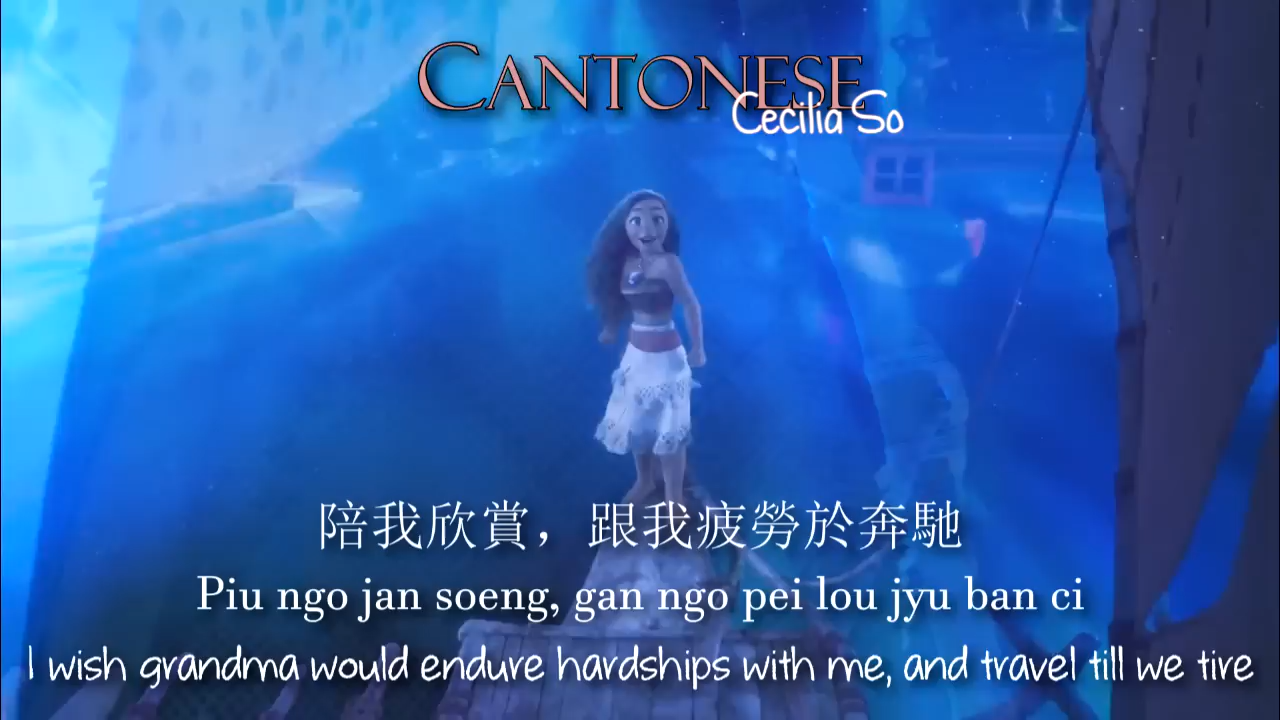 CANTONESE
Cecilia So
陪我欣賞，跟我疲勞於奔馳
Piu ngo jan soeng, gan ngo pei lou jyu ban ci
I wish grandma would endure hardships with me, and travel till we tire